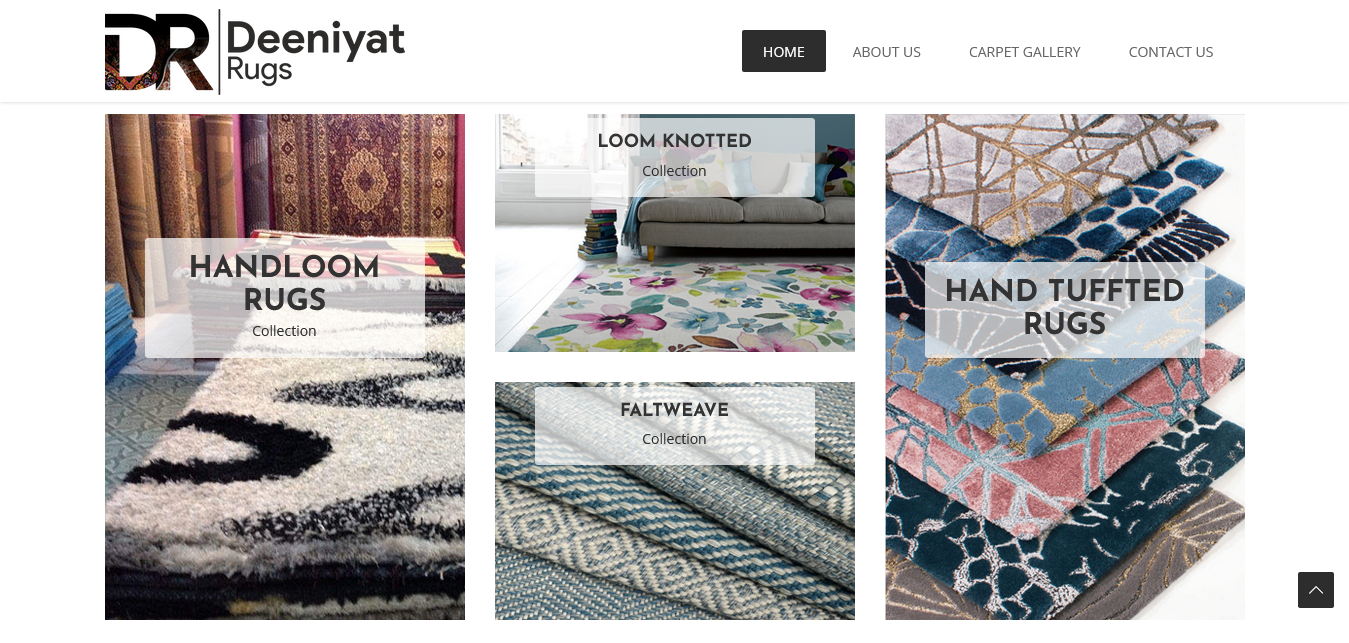 DR
Deeniyat
Rugs
HOME
ABOUT US
CARPET GALLERY
CONTACT US
HANDLOOM
RUGS
Collection
LOOM KNOTTED
Collection
FALTWEAVE
Collection
HAND TUFFTED
RUGS